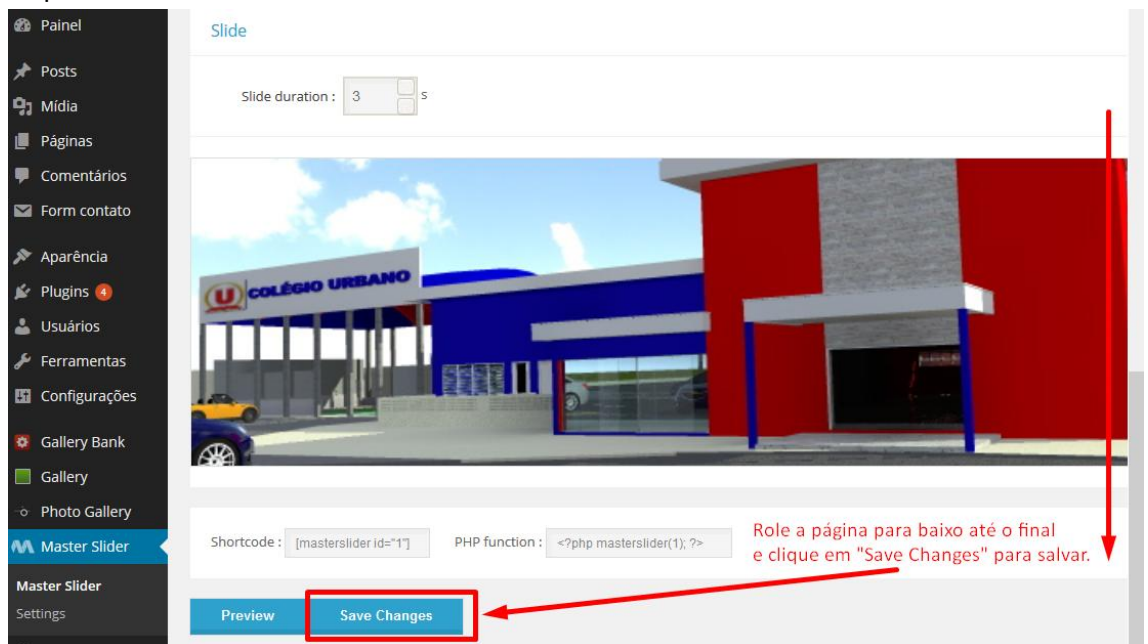 Painel
Posts
Mídia
Páginas
Comentários
Form contato
Aparência
Plugins 4
Usuários
Ferramentas
Configurações
Gallery Bank
Gallery
Photo Gallery
Master Slider
Master Slider
Settings
Slide
Slide duration : 3 s
U COLÉGIO URBANO
Shortcode : [masterslider id="1"] PHP function : <?php masterslider(1); ?>
Role a página para baixo até o final
e clique em "Save Changes" para salvar.
Preview Save Changes